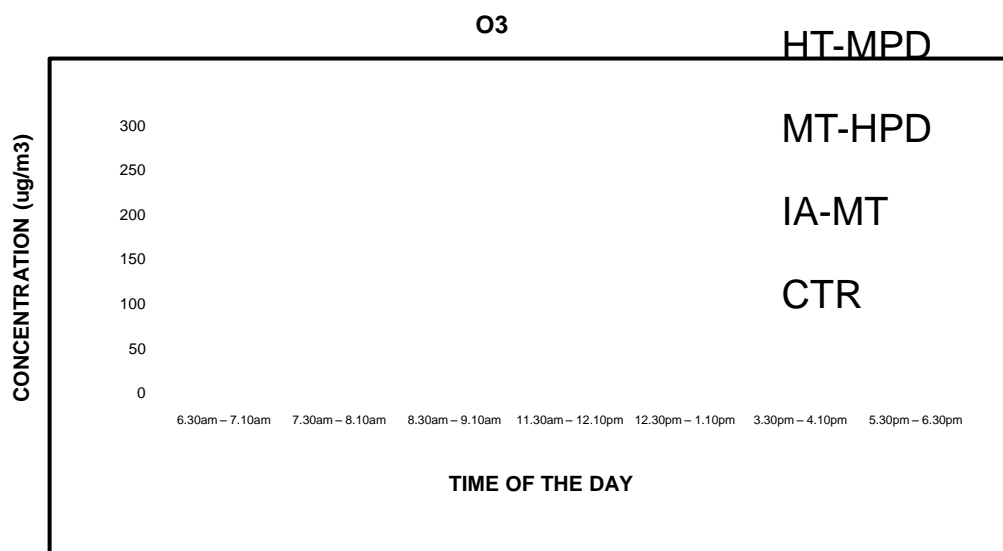 O3
HT-MPD
MT-HPD
IA-MT
CTR
CONCENTRATION (ug/m3)
300
250
200
150
100
50
0
6.30am – 7.10am 7.30am – 8.10am 8.30am – 9.10am 11.30am – 12.10pm 12.30pm – 1.10pm 3.30pm – 4.10pm 5.30pm – 6.30pm
TIME OF THE DAY